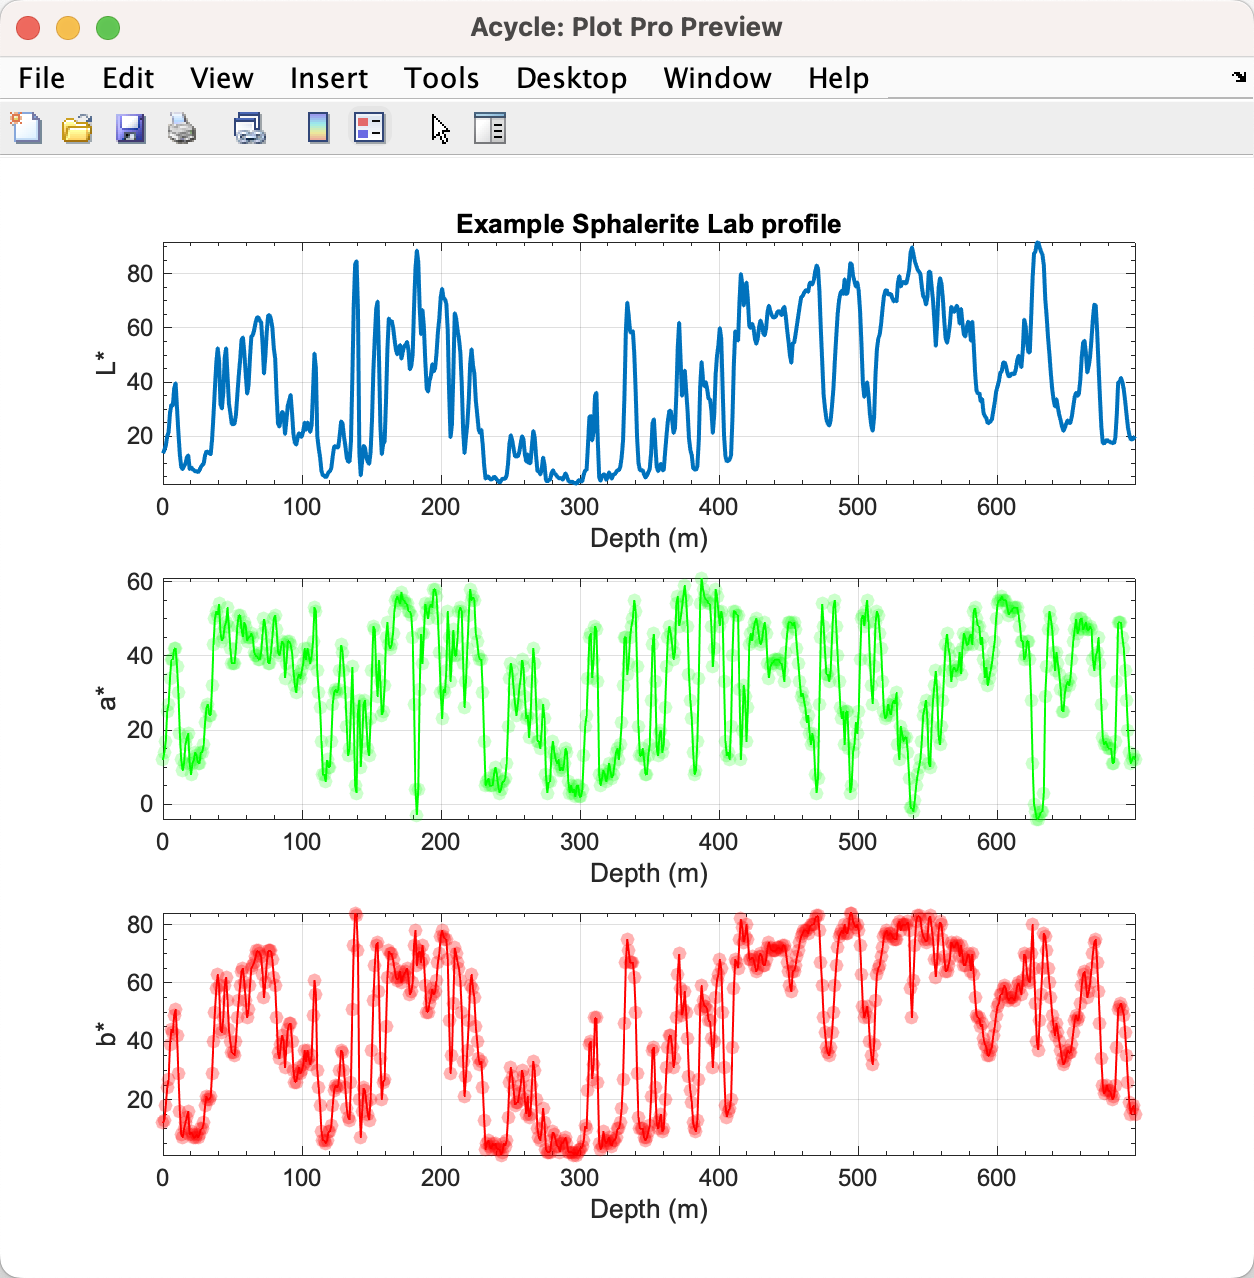 Acycle: Plot Pro Preview
File Edit View Insert Tools Desktop Window Help
Example Sphalerite Lab profile
80
60
40
20
L*
0 100 200 300 400 500 600
Depth (m)
60
40
20
0
a*
0 100 200 300 400 500 600
Depth (m)
80
60
40
20
b*
0 100 200 300 400 500 600
Depth (m)